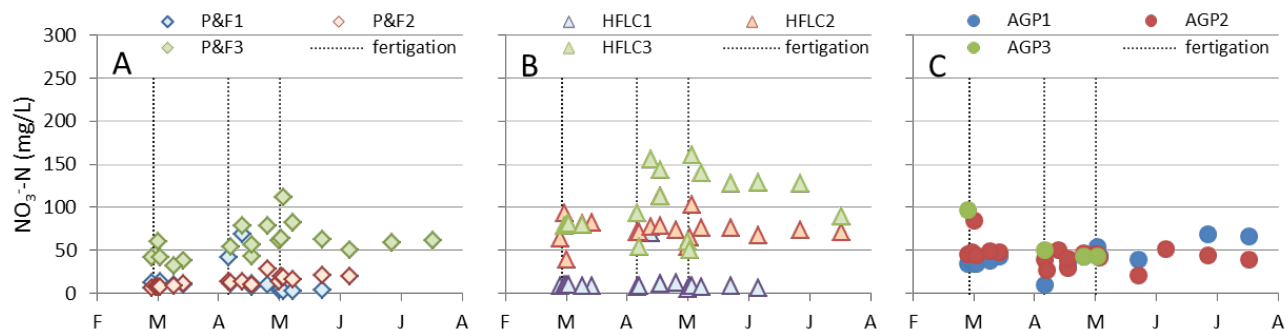 P&F1 P&F2
P&F3 fertigation
HFLC1 HFLC2
HFLC3 fertigation
AGP1 AGP2
AGP3 fertigation
NO₃⁻-N (mg/L)
300
250
200
150
100
50
0
A
B
C
F M A M J J A
F M A M J J A
F M A M J J A